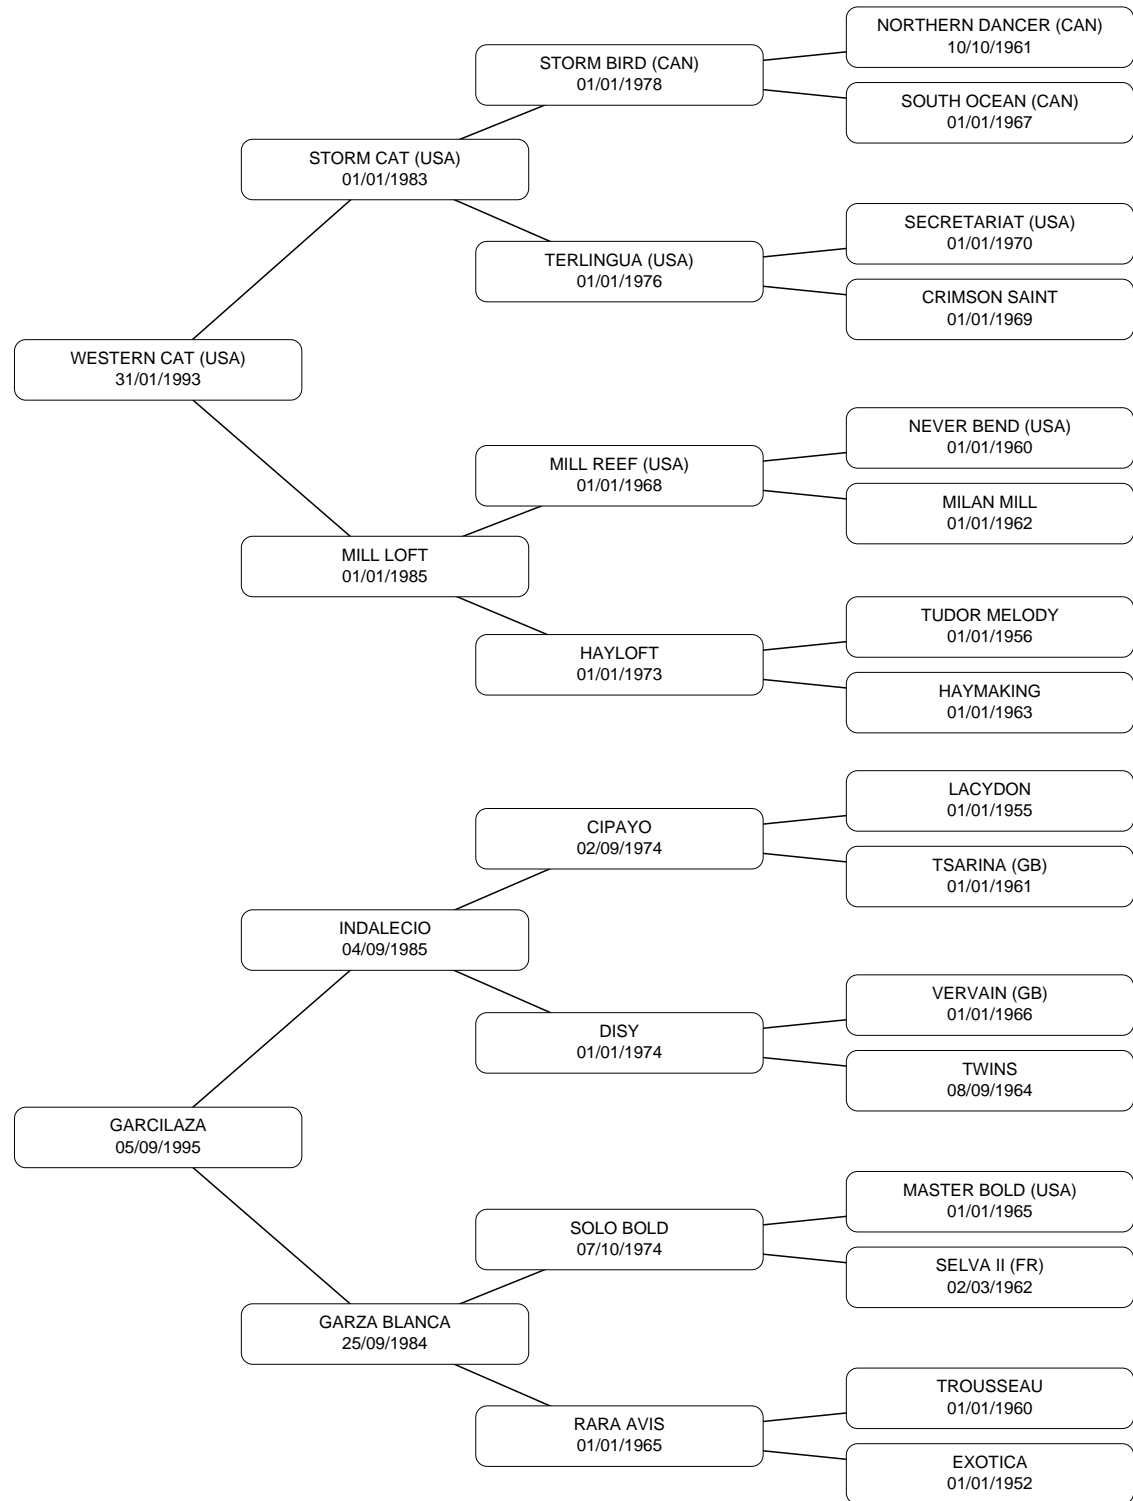 NORTHERN DANCER (CAN)
10/10/1961
STORM BIRD (CAN)
01/01/1978
SOUTH OCEAN (CAN)
01/01/1967
STORM CAT (USA)
01/01/1983
SECRETARIAT (USA)
01/01/1970
TERLINGUA (USA)
01/01/1976
CRIMSON SAINT
01/01/1969
WESTERN CAT (USA)
31/01/1993
NEVER BEND (USA)
01/01/1960
MILL REEF (USA)
01/01/1968
MILAN MILL
01/01/1962
MILL LOFT
01/01/1985
TUDOR MELODY
01/01/1956
HAYLOFT
01/01/1973
HAYMAKING
01/01/1963
LACYDON
01/01/1955
CIPAYO
02/09/1974
TSARINA (GB)
01/01/1961
INDALECIO
04/09/1985
VERVAIN (GB)
01/01/1966
DISY
01/01/1974
TWINS
08/09/1964
GARCILAZA
05/09/1995
MASTER BOLD (USA)
01/01/1965
SOLO BOLD
07/10/1974
SELVA II (FR)
02/03/1962
GARZA BLANCA
25/09/1984
TROUSSEAU
01/01/1960
RARA AVIS
01/01/1965
EXOTICA
01/01/1952